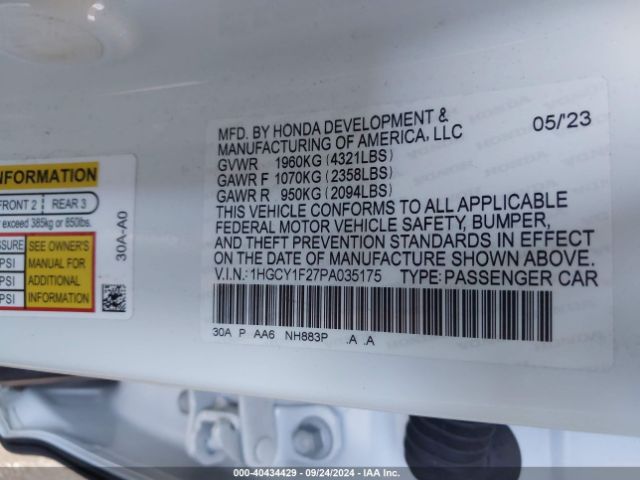 INFORMATION
FRONT 2 REAR 3
exceed 385kg or 850lbs.
SEE OWNER'S
MANUAL FOR
ADDITIONAL
INFORMATION
PSI
PSI
PSI
30A-A0
MFD. BY HONDA DEVELOPMENT &
MANUFACTURING OF AMERICA, LLC
05/'23
GVWR 1960KG (4321LBS)
GAWR F 1070KG (2358LBS)
GAWR R 950KG (2094LBS)
THIS VEHICLE CONFORMS TO ALL APPLICABLE
FEDERAL MOTOR VEHICLE SAFETY, BUMPER,
AND THEFT PREVENTION STANDARDS IN EFFECT
ON THE DATE OF MANUFACTURE SHOWN ABOVE.
V.I.N.: 1HGCY1F27PA035175 TYPE: PASSENGER CAR
30A P AA6 NH883P .A .A
000-40434429 - 09/24/2024 - IAA Inc.